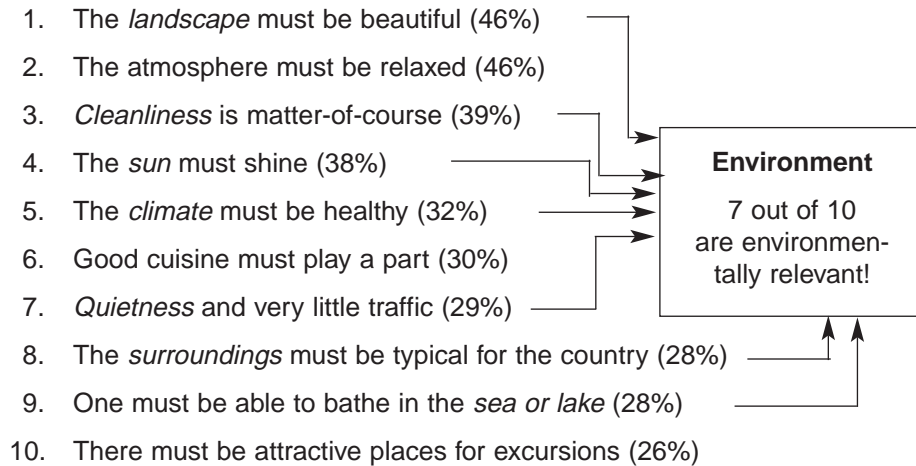 1. The landscape must be beautiful (46%)
2. The atmosphere must be relaxed (46%)
3. Cleanliness is matter-of-course (39%)
4. The sun must shine (38%)
5. The climate must be healthy (32%)
6. Good cuisine must play a part (30%)
7. Quietness and very little traffic (29%)
8. The surroundings must be typical for the country (28%)
9. One must be able to bathe in the sea or lake (28%)
10. There must be attractive places for excursions (26%)
Environment
7 out of 10
are environmen-
tally relevant!